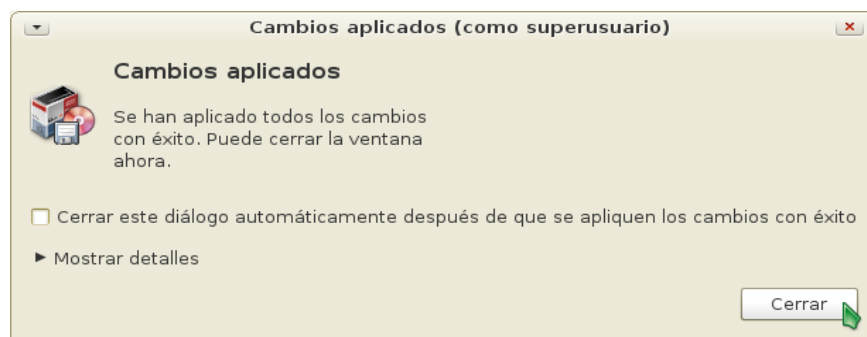 Cambios aplicados (como superusuario)
Cambios aplicados
Se han aplicado todos los cambios
con éxito. Puede cerrar la ventana
ahora.
Cerrar este diálogo automáticamente después de que se apliquen los cambios con éxito
Mostrar detalles
Cerrar